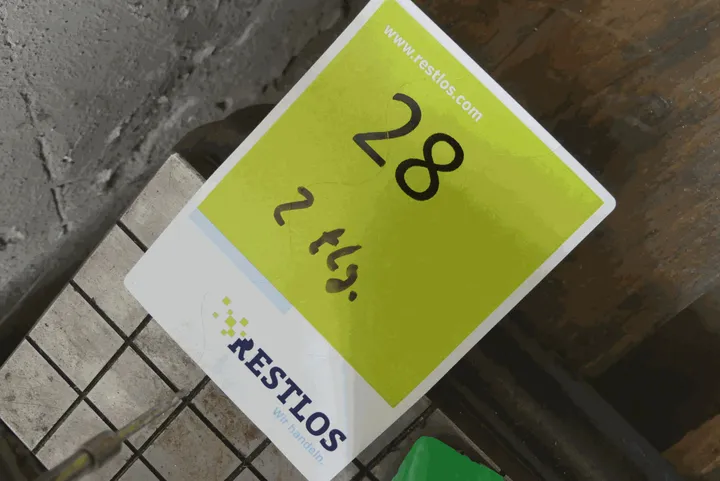 www.restlos.com
28
2 tlg.
RESTLOS
Wir handeln.